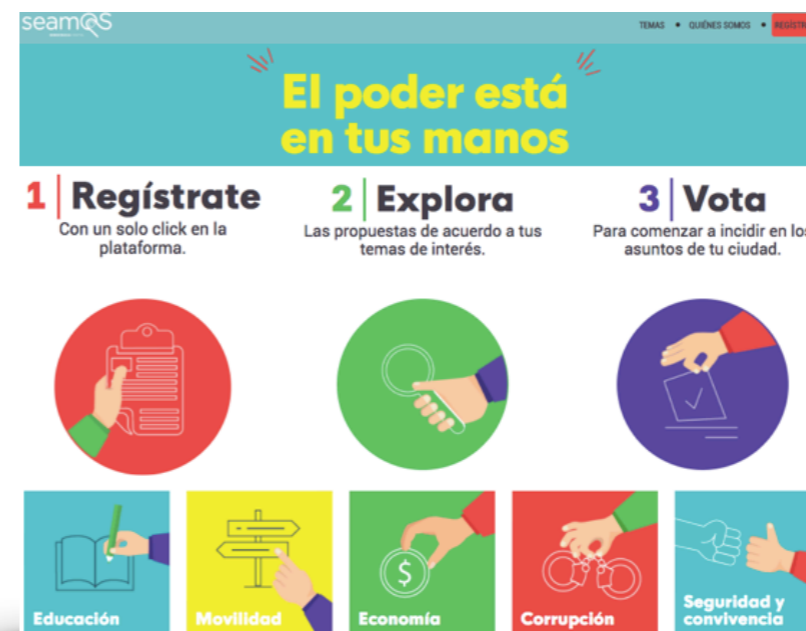 seamOS
TEMAS • QUIÉNES SOMOS • REGÍSTR
El poder está
en tus manos
1 | Regístrate
Con un solo click en la
plataforma.
2 | Explora
Las propuestas de acuerdo a tus
temas de interés.
3 | Vota
Para comenzar a incidir en los
asuntos de tu ciudad.
$
Educación
Movilidad
Economía
Corrupción
Seguridad y
convivencia